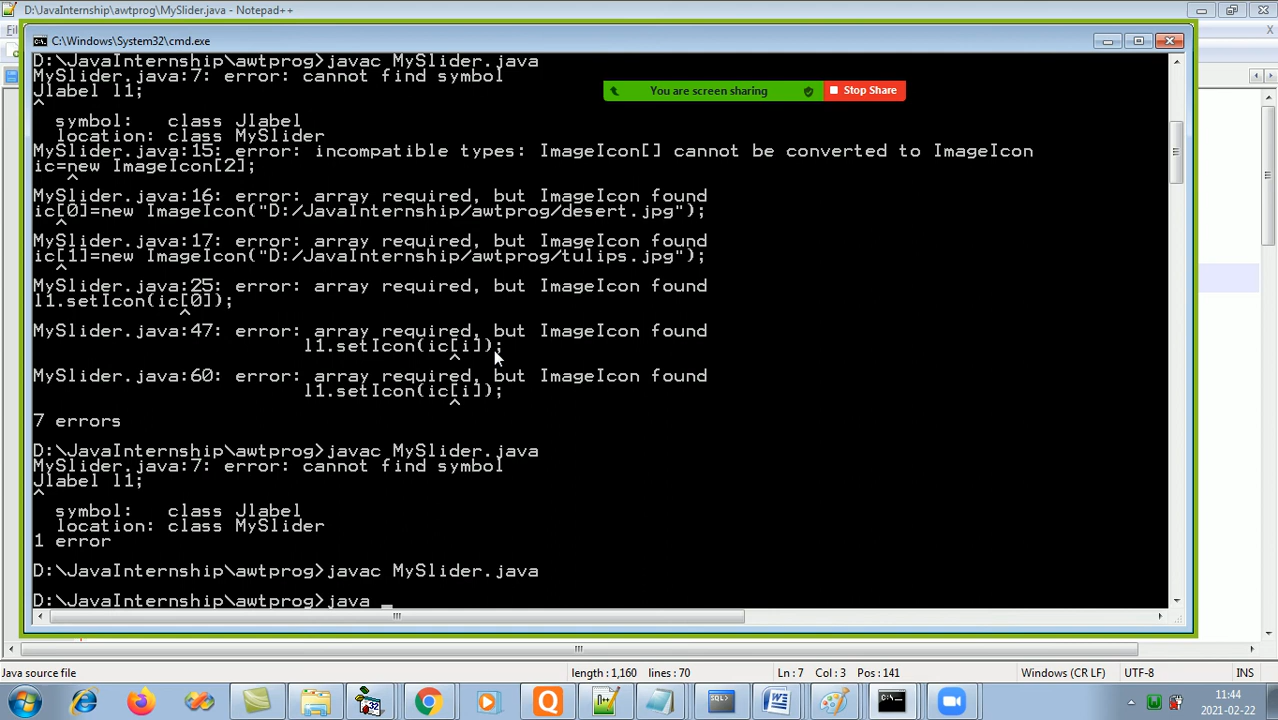 D:\JavaInternship\awtprog\MySlider.java - Notepad++
C:\Windows\System32\cmd.exe
D:\JavaInternship\awtprog>javac MySlider.java
MySlider.java:7: error: cannot find symbol
Jlabel l1;
^
symbol:   class Jlabel
location: class MySlider
MySlider.java:15: error: incompatible types: ImageIcon[] cannot be converted to ImageIcon
ic=new ImageIcon[2];
^
MySlider.java:16: error: array required, but ImageIcon found
ic[0]=new ImageIcon("D:/JavaInternship/awtprog/desert.jpg");
^
MySlider.java:17: error: array required, but ImageIcon found
ic[1]=new ImageIcon("D:/JavaInternship/awtprog/tulips.jpg");
^
MySlider.java:25: error: array required, but ImageIcon found
l1.setIcon(ic[0]);
^
MySlider.java:47: error: array required, but ImageIcon found
l1.setIcon(ic[i]);
^
MySlider.java:60: error: array required, but ImageIcon found
l1.setIcon(ic[i]);
^
7 errors
D:\JavaInternship\awtprog>javac MySlider.java
MySlider.java:7: error: cannot find symbol
Jlabel l1;
^
symbol:   class Jlabel
location: class MySlider
1 error
D:\JavaInternship\awtprog>javac MySlider.java
D:\JavaInternship\awtprog>java _
You are screen sharing
Stop Share
Java source file
length : 1,160    lines : 70
Ln : 7    Col : 3    Pos : 141
Windows (CR LF)
UTF-8
INS
SQL>
32
11:44
2021-02-22